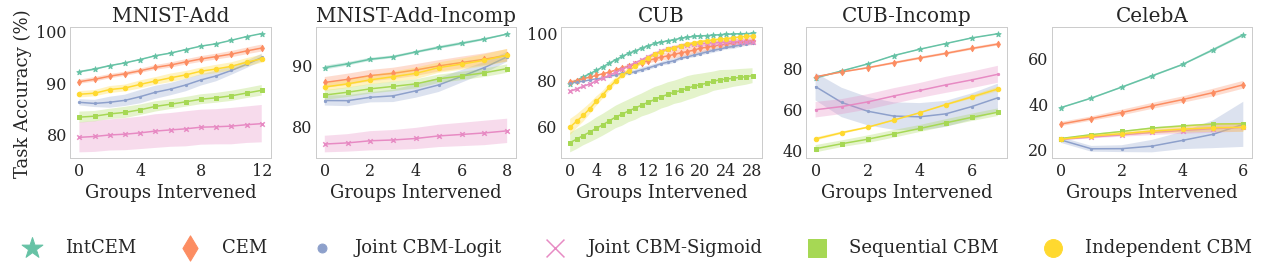 MNIST-Add MNIST-Add-Incomp CUB CUB-Incomp CelebA
Task Accuracy (%)
100
90
80
0 4 8 12
Groups Intervened
90
80
0 2 4 6 8
Groups Intervened
100
80
60
0 4 8 12 16 20 24 28
Groups Intervened
80
60
40
0 2 4 6
Groups Intervened
60
40
20
0 2 4 6
Groups Intervened
IntCEM CEM Joint CBM-Logit Joint CBM-Sigmoid Sequential CBM Independent CBM